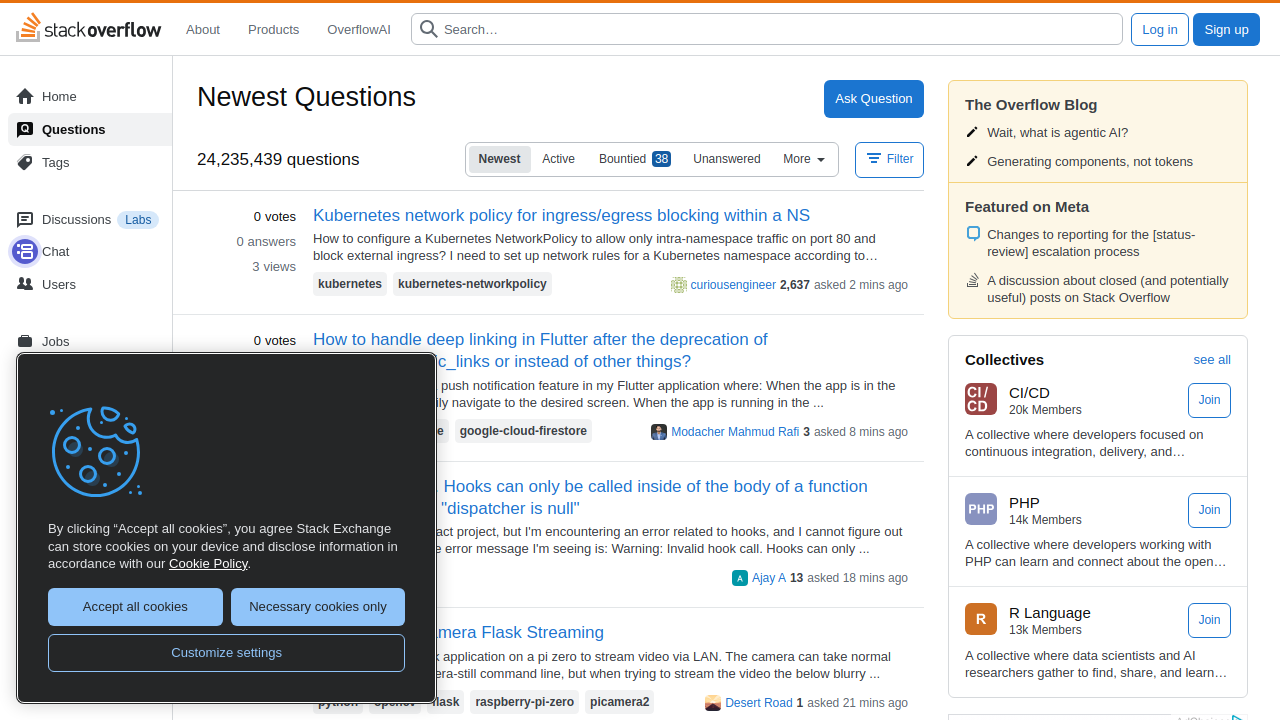 stack overflow
About
Products
OverflowAI
Search…
Log in
Sign up
Home
Questions
Tags
Discussions
Labs
Chat
Users
Jobs
Newest Questions
Ask Question
24,235,439 questions
Newest
Active
Bountied 38
Unanswered
More
Filter
0 votes
0 answers
3 views
Kubernetes network policy for ingress/egress blocking within a NS
How to configure a Kubernetes NetworkPolicy to allow only intra-namespace traffic on port 80 and
block external ingress? I need to set up network rules for a Kubernetes namespace according to…
kubernetes
kubernetes-networkpolicy
curiousengineer 2,637 asked 2 mins ago
0 votes
How to handle deep linking in Flutter after the deprecation of
c_links or instead of other things?
push notification feature in my Flutter application where: When the app is in the
ily navigate to the desired screen. When the app is running in the ...
e
google-cloud-firestore
Modacher Mahmud Rafi 3 asked 8 mins ago
Hooks can only be called inside of the body of a function
"dispatcher is null"
act project, but I'm encountering an error related to hooks, and I cannot figure out
e error message I'm seeing is: Warning: Invalid hook call. Hooks can only ...
Ajay A 13 asked 18 mins ago
amera Flask Streaming
k application on a pi zero to stream video via LAN. The camera can take normal
era-still command line, but when trying to stream the video the below blurry ...
python
opencv
flask
raspberry-pi-zero
picamera2
Desert Road 1 asked 21 mins ago
By clicking “Accept all cookies”, you agree Stack Exchange
can store cookies on your device and disclose information in
accordance with our Cookie Policy.
Accept all cookies
Necessary cookies only
Customize settings
The Overflow Blog
Wait, what is agentic AI?
Generating components, not tokens
Featured on Meta
Changes to reporting for the [status-
review] escalation process
A discussion about closed (and potentially
useful) posts on Stack Overflow
Collectives
see all
CI/
CD
CI/CD
20k Members
Join
A collective where developers focused on
continuous integration, delivery, and…
PHP
PHP
14k Members
Join
A collective where developers working with
PHP can learn and connect about the open…
R
R Language
13k Members
Join
A collective where data scientists and AI
researchers gather to find, share, and learn…
AdChoices